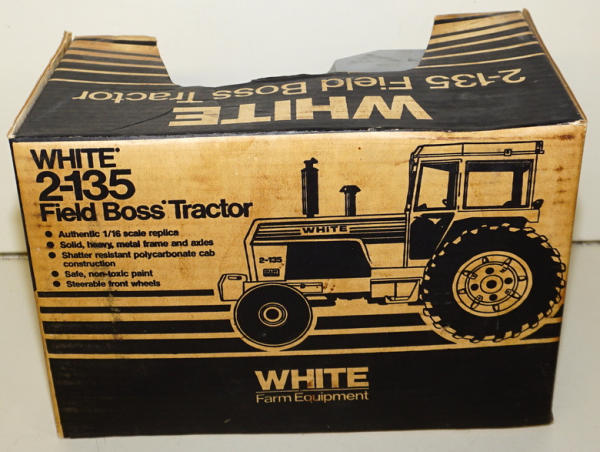 2-135 Field Boss Tractor
WHITE
WHITE®
2-135
Field Boss® Tractor
● Authentic 1/16 scale replica
● Solid, heavy, metal frame and axles
● Shatter resistant polycarbonate cab
construction
● Safe, non-toxic paint
● Steerable front wheels
WHITE
2-135
WHITE
Farm Equipment